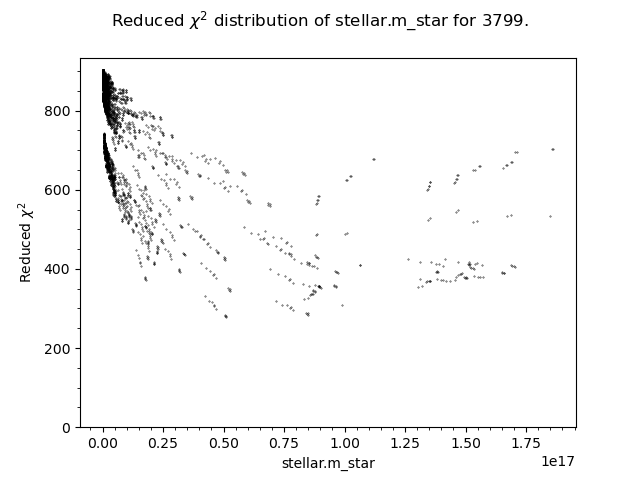 Reduced χ² distribution of stellar.m_star for 3799.
800
600
400
200
0
Reduced χ²
0.00 0.25 0.50 0.75 1.00 1.25 1.50 1.75
1e17
stellar.m_star